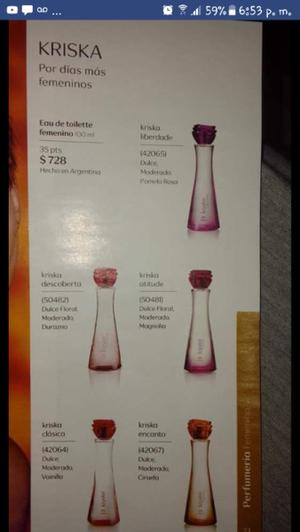 59% 6:53 p. m.
KRISKA
Por días más
femeninos
Eau de toilette
femenino 100 ml
35 pts
$ 728
Hecho en Argentina
kriska
liberdade
(42065)
Dulce,
Moderado,
Pomelo Rosa
kriska
descoberta
(50482)
Dulce Floral,
Moderado,
Durazno
kriska
atitude
(50481)
Dulce Floral,
Moderado,
Magnolia
kriska
clásico
(42064)
Dulce,
Moderado,
Vainilla
kriska
encanto
(42067)
Dulce,
Moderado,
Ciruela
Perfumería Femenina